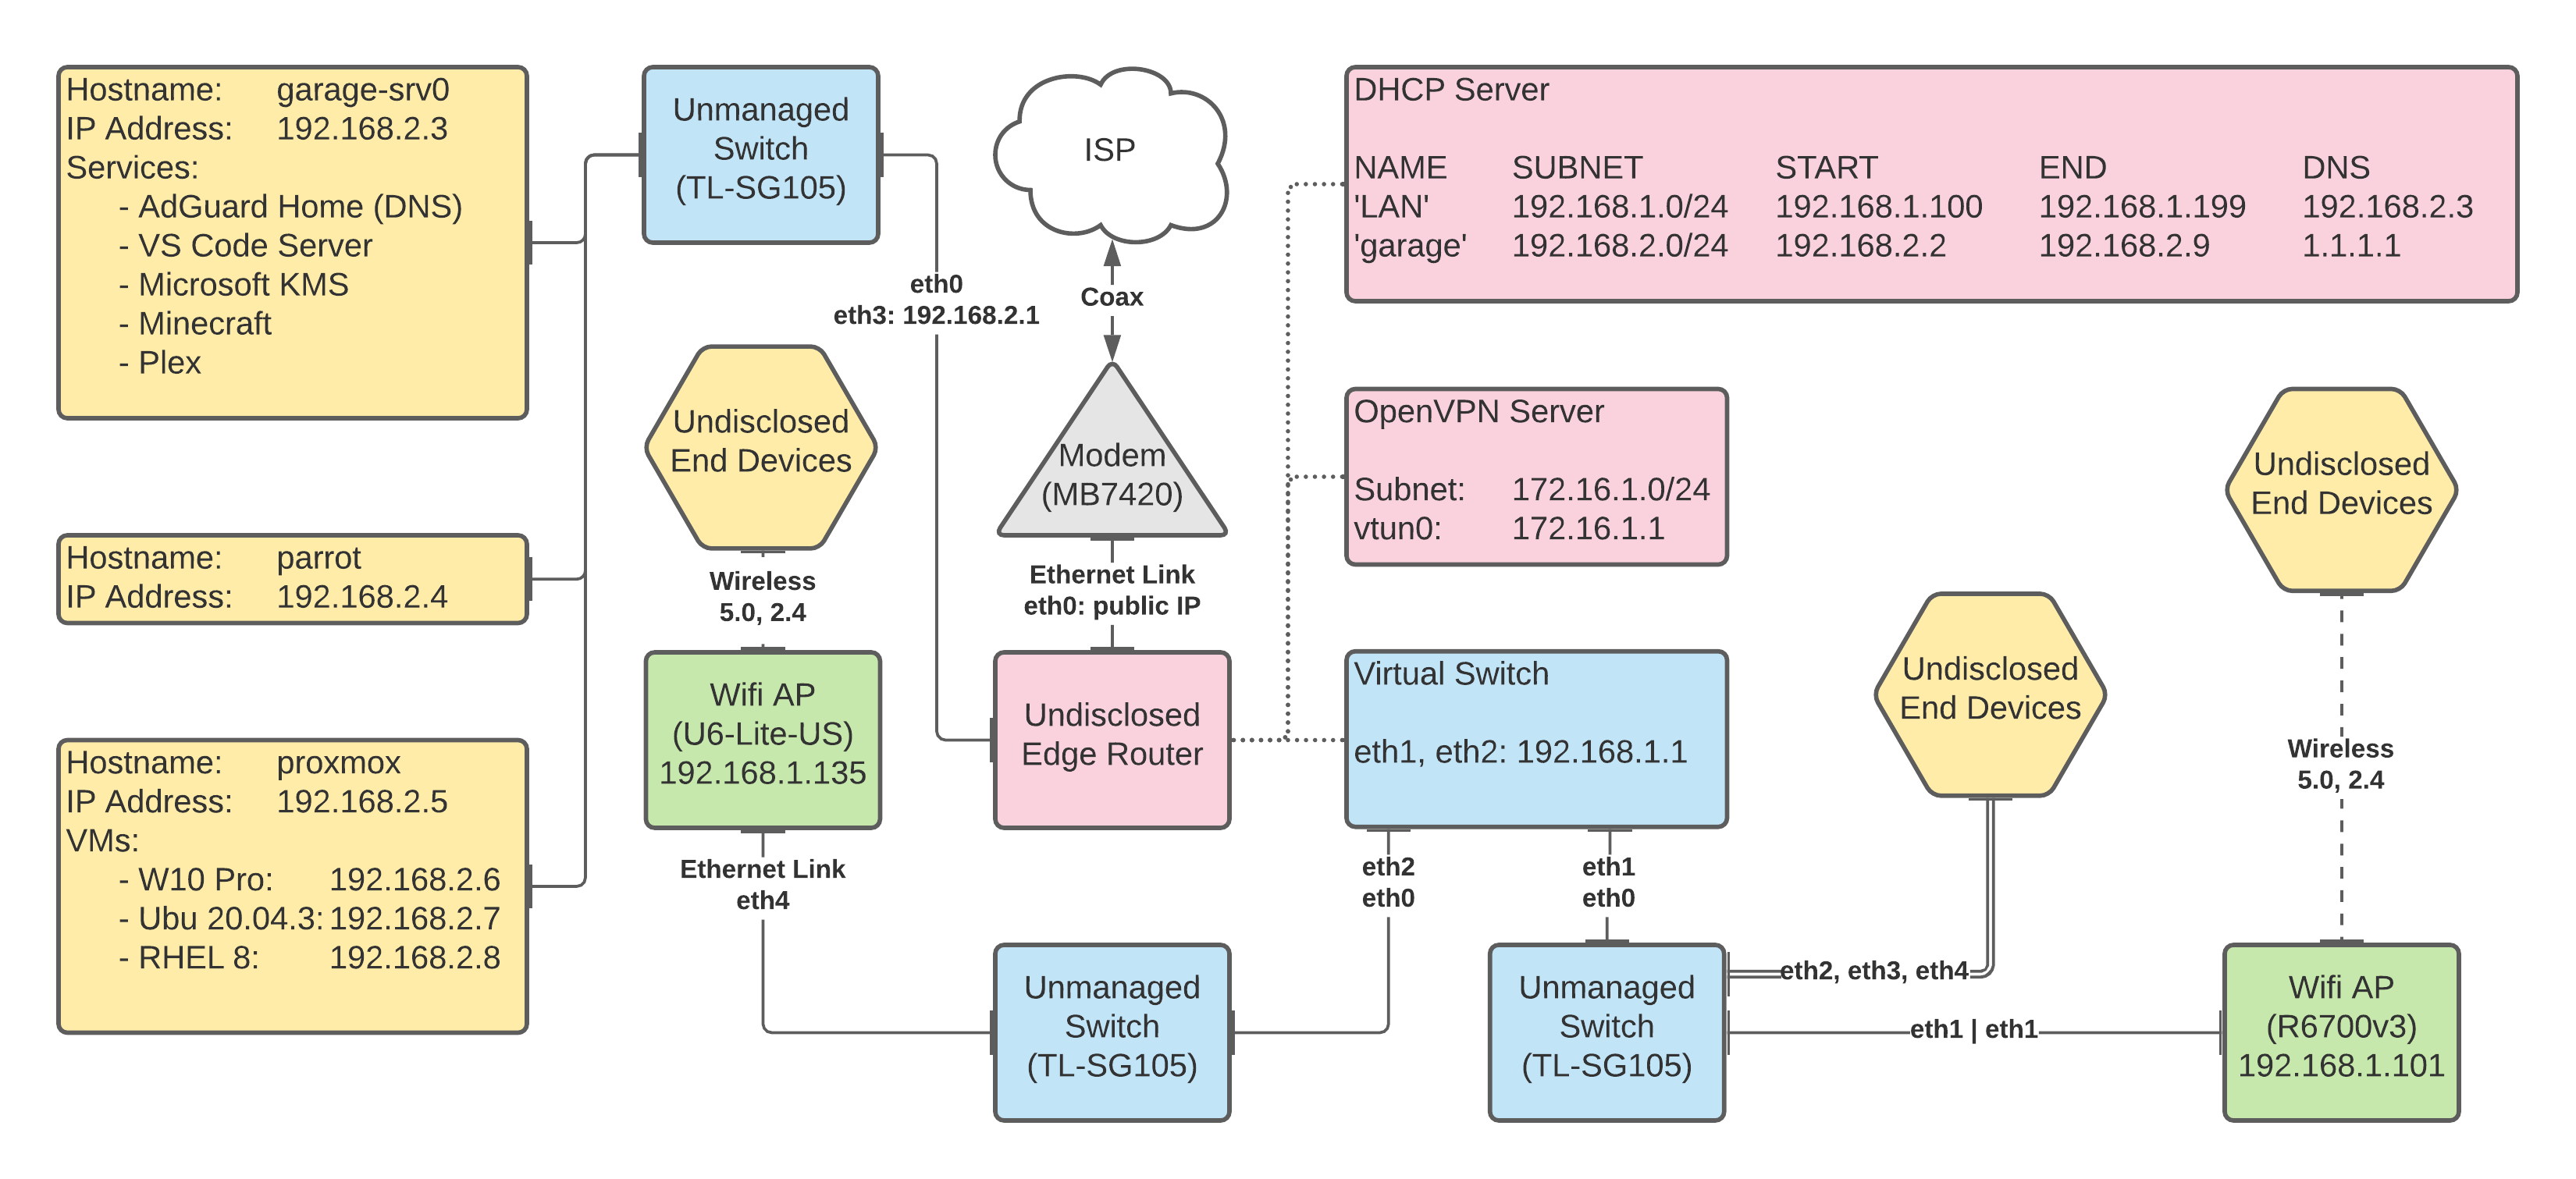 Hostname: garage-srv0
IP Address: 192.168.2.3
Services:
- AdGuard Home (DNS)
- VS Code Server
- Microsoft KMS
- Minecraft
- Plex
Hostname: parrot
IP Address: 192.168.2.4
Hostname: proxmox
IP Address: 192.168.2.5
VMs:
- W10 Pro: 192.168.2.6
- Ubu 20.04.3: 192.168.2.7
- RHEL 8: 192.168.2.8
Unmanaged
Switch
(TL-SG105)
eth0
eth3: 192.168.2.1
Undisclosed
End Devices
Wireless
5.0, 2.4
Wifi AP
(U6-Lite-US)
192.168.1.135
Ethernet Link
eth4
ISP
Coax
Modem
(MB7420)
Ethernet Link
eth0: public IP
Undisclosed
Edge Router
Unmanaged
Switch
(TL-SG105)
DHCP Server
NAME SUBNET START END DNS
'LAN' 192.168.1.0/24 192.168.1.100 192.168.1.199 192.168.2.3
'garage' 192.168.2.0/24 192.168.2.2 192.168.2.9 1.1.1.1
OpenVPN Server
Subnet: 172.16.1.0/24
vtun0: 172.16.1.1
Virtual Switch
eth1, eth2: 192.168.1.1
eth2
eth0
eth1
eth0
Unmanaged
Switch
(TL-SG105)
Undisclosed
End Devices
eth2, eth3, eth4
eth1 | eth1
Undisclosed
End Devices
Wireless
5.0, 2.4
Wifi AP
(R6700v3)
192.168.1.101